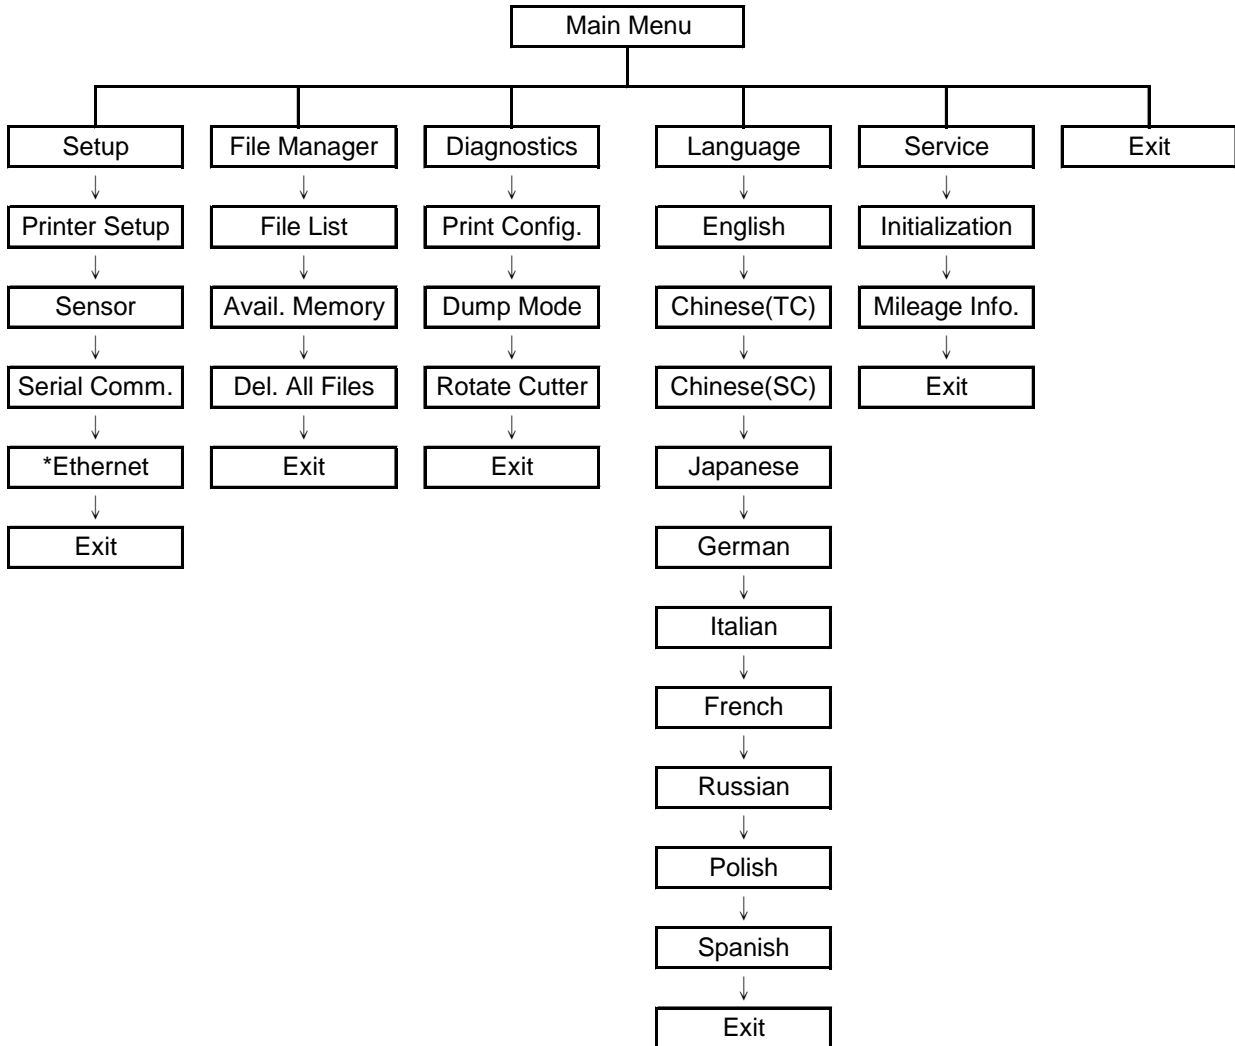 Main Menu
Setup
File Manager
Diagnostics
Language
Service
Exit
Printer Setup
File List
Print Config.
English
Initialization
Sensor
Avail. Memory
Dump Mode
Chinese(TC)
Mileage Info.
Serial Comm.
Del. All Files
Rotate Cutter
Chinese(SC)
Exit
*Ethernet
Exit
Exit
Japanese
Exit
German
Italian
French
Russian
Polish
Spanish
Exit